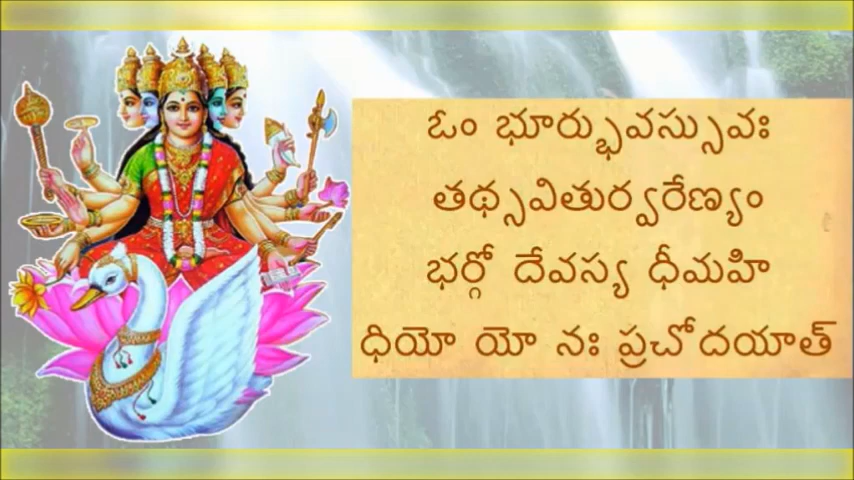 ఓం భూర్భువస్సువః
తథ్సవితుర్వరేణ్యం
భర్గో దేవస్య ధీమహి
ధియో యో నః ప్రచోదయాత్